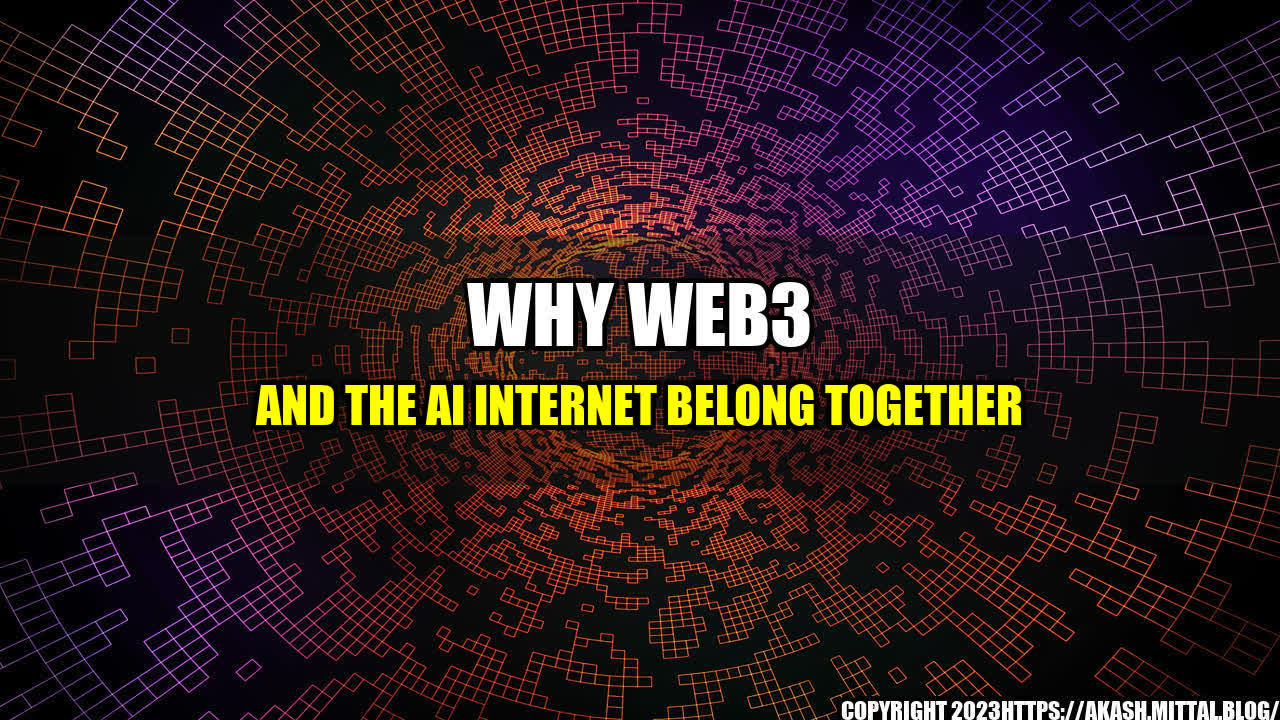 WHY WEB3
AND THE AI INTERNET BELONG TOGETHER
COPYRIGHT 2023HTTPS://AKASH.MITTAL.BLOG/